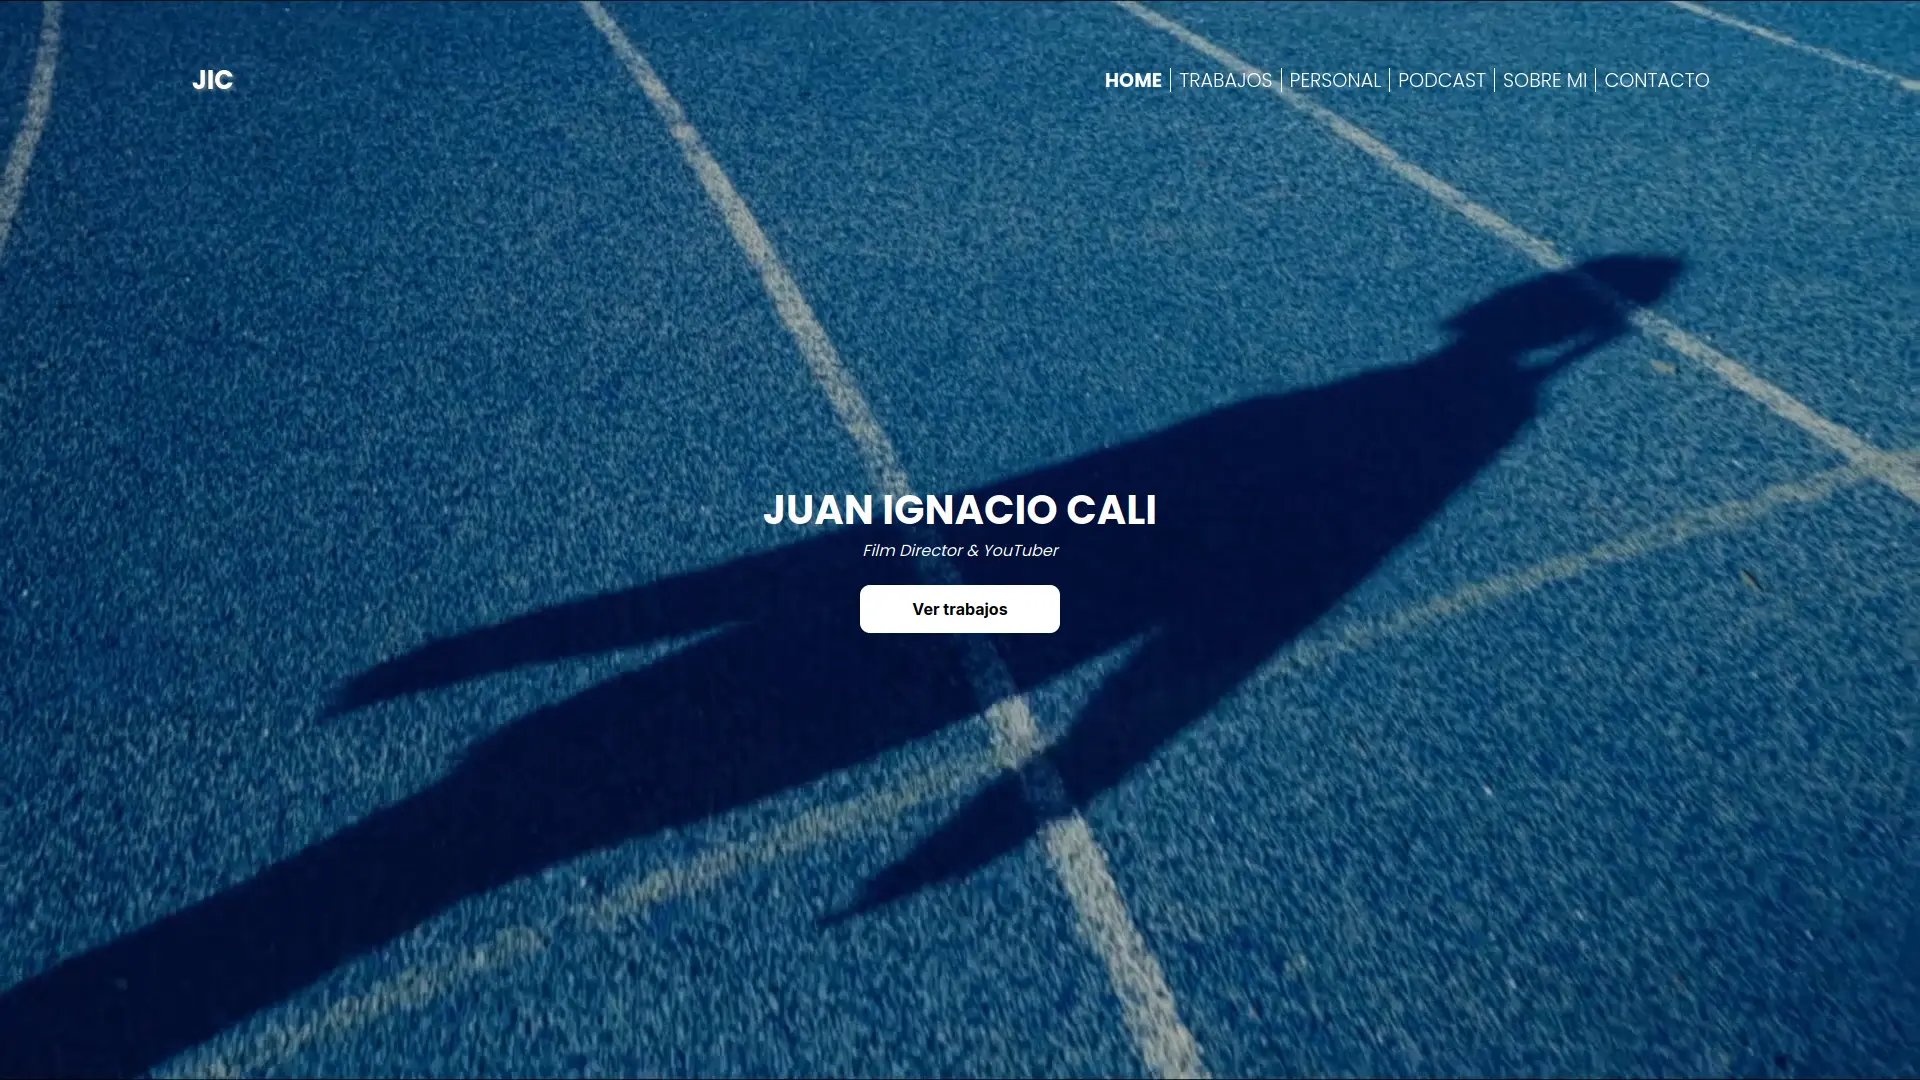 JIC
HOME TRABAJOS PERSONAL PODCAST SOBRE MI CONTACTO
JUAN IGNACIO CALI
Film Director & YouTuber
Ver trabajos